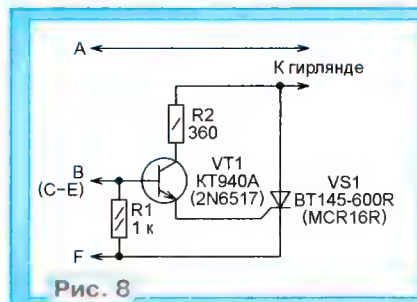 A
К гирлянде
R2
360
VT1
КТ940А
(2N6517)
VS1
BT145-600R
(MCR16R)
B
(C–E)
R1
1 к
F
Рис. 8